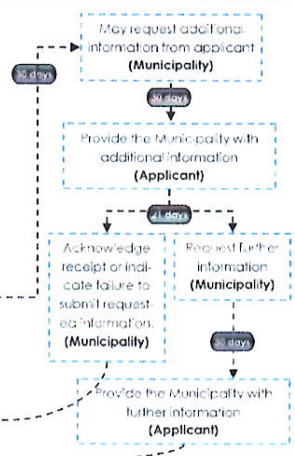 May request additional
information from applicant
(Municipality)
30 days
30 days
Provide the Municipality with
additional information
(Applicant)
21 days
Acknowledge
receipt or indi-
cate failure to
submit request-
ed information.
(Municipality)
Request further
information
(Municipality)
30 days
Provide the Municipality with
further information
(Applicant)